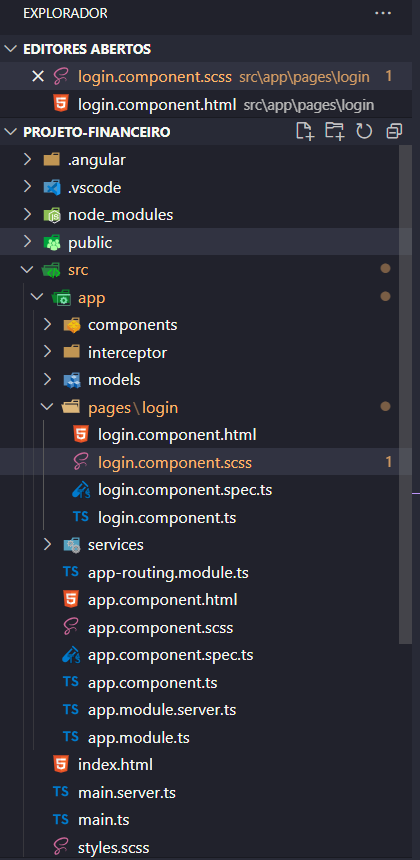 EXPLORADOR
EDITORES ABERTOS
login.component.scss src\app\pages\login 1
login.component.html src\app\pages\login
PROJETO-FINANCEIRO
.angular
.vscode
node_modules
public
src
app
components
interceptor
models
pages\login
login.component.html
login.component.scss 1
login.component.spec.ts
TS login.component.ts
services
TS app-routing.module.ts
app.component.html
app.component.scss
app.component.spec.ts
TS app.component.ts
TS app.module.server.ts
TS app.module.ts
index.html
TS main.server.ts
TS main.ts
styles.scss